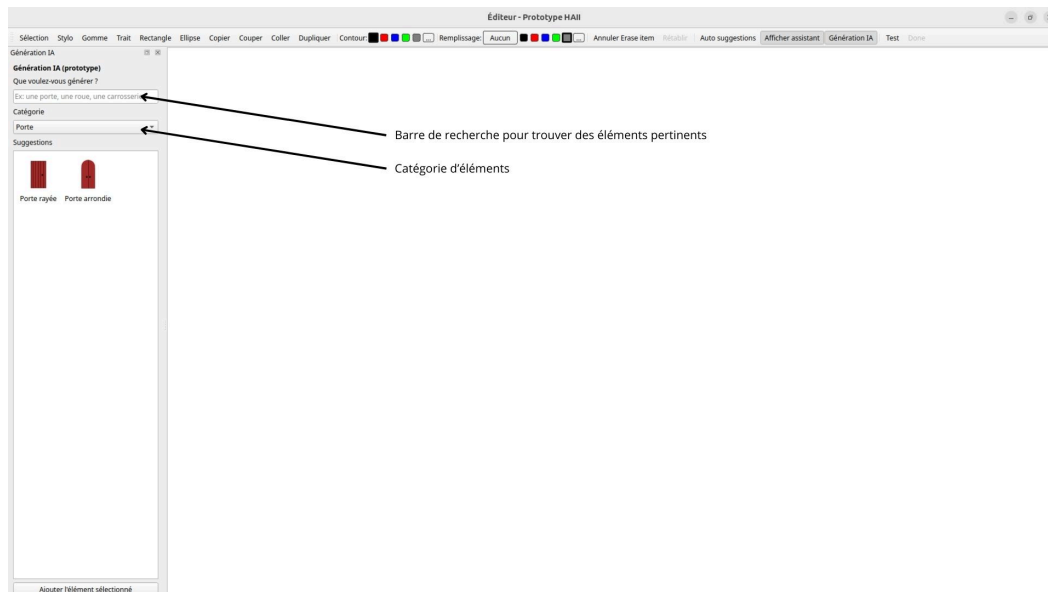 Éditeur - Prototype HAII
Sélection Stylo Gomme Trait Rectangle Ellipse Copier Couper Coller Dupliquer Contour: ... Remplissage: Aucun ... Annuler Erase item Rétablir Auto suggestions Afficher assistant Génération IA Test Done
Génération IA
Génération IA (prototype)
Que voulez-vous générer ?
Ex: une porte, une roue, une carrosserie
Catégorie
Porte
Suggestions
Porte rayée Porte arrondie
Barre de recherche pour trouver des éléments pertinents
Catégorie d'éléments
Ajouter l'élément sélectionné